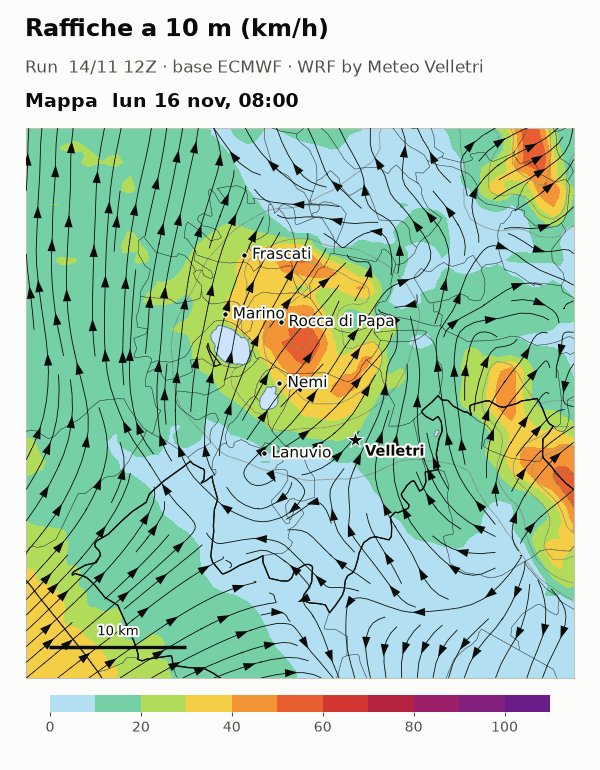 Raffiche a 10 m (km/h)
Run  14/11 12Z · base ECMWF · WRF by Meteo Velletri
Mappa  lun 16 nov, 08:00
Frascati
Marino
Rocca di Papa
Nemi
Lanuvio
Velletri
10 km
0 20 40 60 80 100